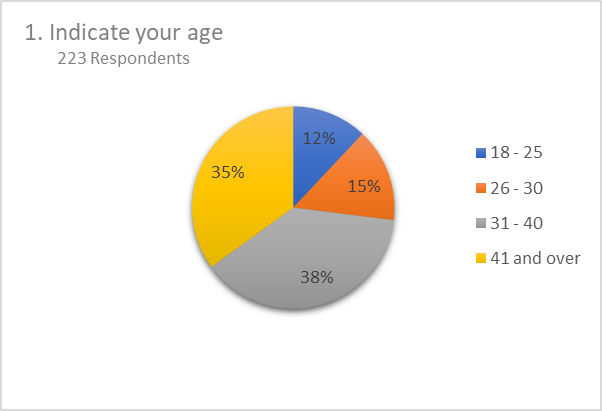 1. Indicate your age
223 Respondents
12%
15%
38%
35%
18 - 25
26 - 30
31 - 40
41 and over